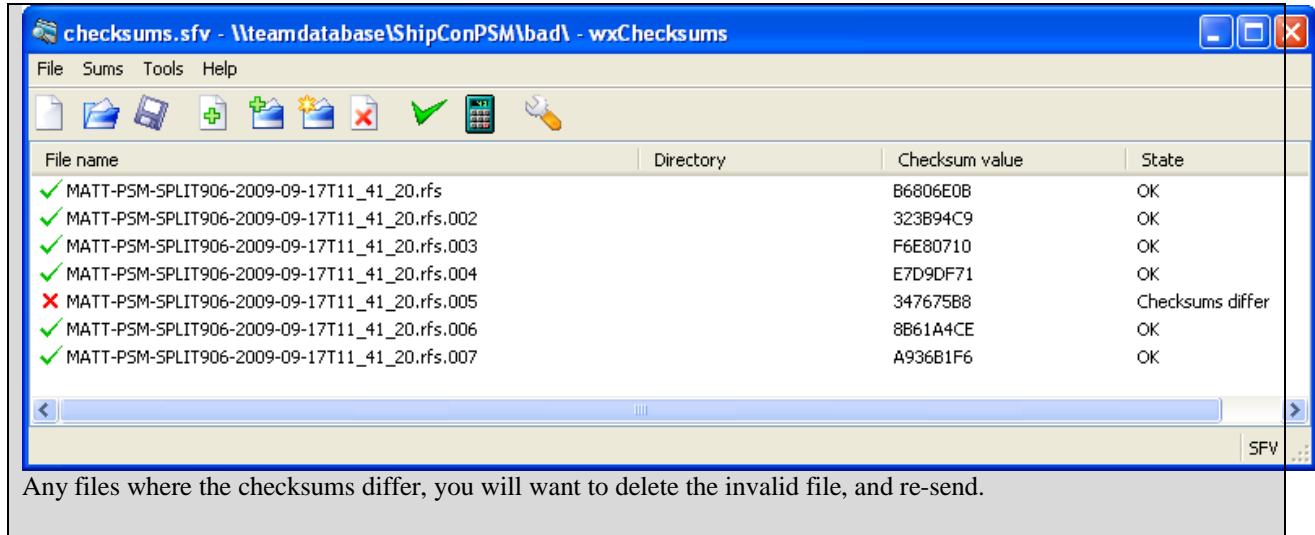 checksums.sfv - \\teamdatabase\ShipConPSM\bad\ - wxChecksums
File Sums Tools Help
File name Directory Checksum value State
MATT-PSM-SPLIT906-2009-09-17T11_41_20.rfs B6806E0B OK
MATT-PSM-SPLIT906-2009-09-17T11_41_20.rfs.002 323B94C9 OK
MATT-PSM-SPLIT906-2009-09-17T11_41_20.rfs.003 F6E80710 OK
MATT-PSM-SPLIT906-2009-09-17T11_41_20.rfs.004 E7D9DF71 OK
MATT-PSM-SPLIT906-2009-09-17T11_41_20.rfs.005 347675B8 Checksums differ
MATT-PSM-SPLIT906-2009-09-17T11_41_20.rfs.006 8B61A4CE OK
MATT-PSM-SPLIT906-2009-09-17T11_41_20.rfs.007 A936B1F6 OK
SFV
Any files where the checksums differ, you will want to delete the invalid file, and re-send.